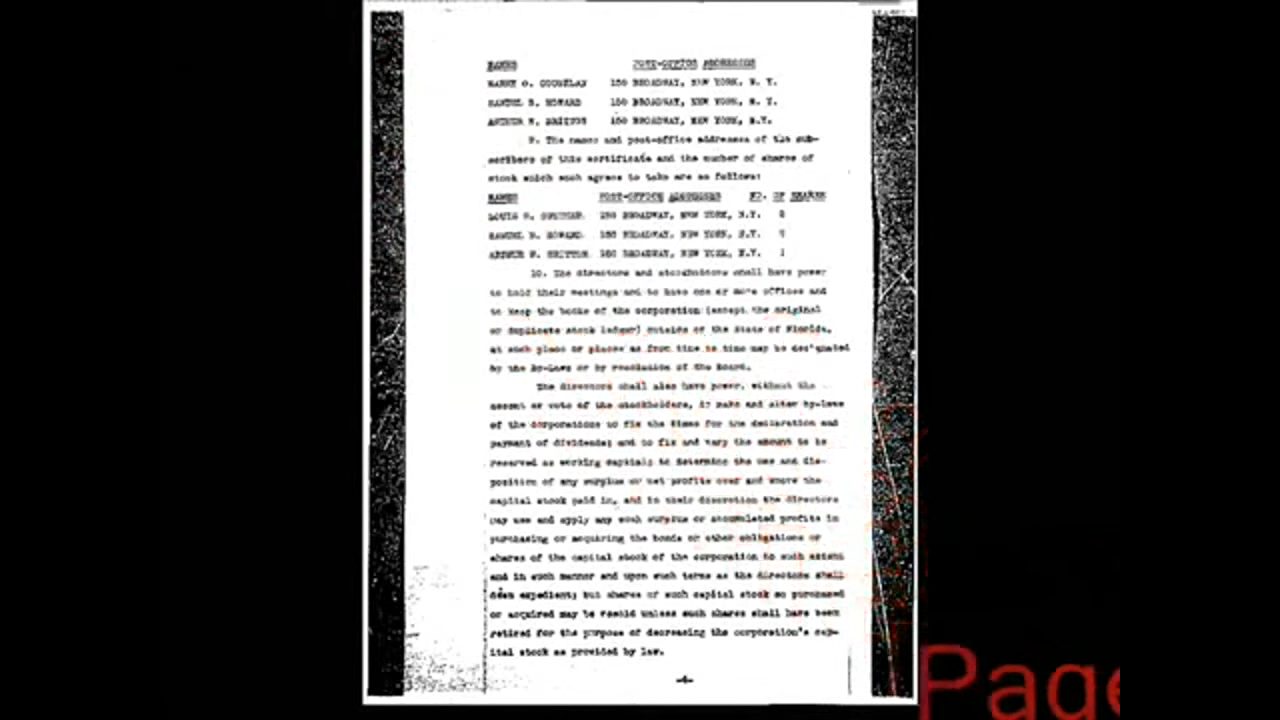 NAMES POST-OFFICE ADDRESSES
HARRY O. 150 BROADWAY, NEW YORK, N. Y.
SAMUEL B. HOWARD 150 BROADWAY, NEW YORK, N. Y.
ARTHUR W. BRITTON 150 BROADWAY, NEW YORK, N.Y.
9. The names and post-office addresses of the sub-
scribers of this certificate and the number of shares of
stock which each agrees to take are as follows:
NAMES POST-OFFICE ADDRESSES NO. OF SHARES
LOUIS 150 BROADWAY, NEW YORK, N.Y.
SAMUEL B. HOWARD 150 BROADWAY, NEW YORK, N.Y.
ARTHUR W. BRITTON 150 BROADWAY, NEW YORK, N.Y. 1
10. The directors and stockholders shall have power
to hold their meetings and to have one or more offices and
to keep the books of the corporation (except the original
or duplicate stock ledger) outside of the State of Florida,
at such place or places as from time to time may be designated
by the By-Laws or by resolution of the Board.
The directors shall also have power, without the
assent or vote of the stockholders, to make and alter by-laws
of the corporation; to fix the times for the declaration and
payment of dividends; and to fix and vary the amount to be
reserved as working capital; to determine the use and dis-
position of any surplus or net profits over and above the
capital stock paid in, and in their discretion the directors
may use and apply any such surplus or accumulated profits in
purchasing or acquiring the bonds or other obligations or
shares of the capital stock of the corporation to such extent
and in such manner and upon such terms as the directors shall
deem expedient; but shares of such capital stock so purchased
or acquired may be resold unless such shares shall have been
retired for the purpose of decreasing the corporation's cap-
ital stock as provided by law.
-4-
Page